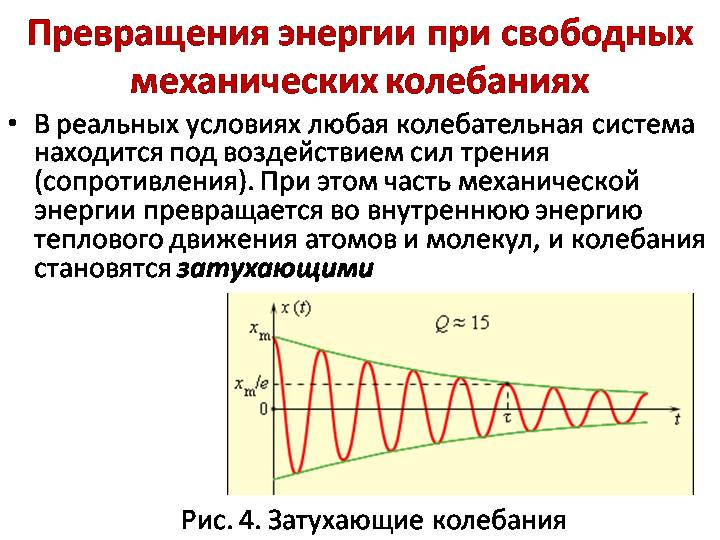 Превращения энергии при свободных
механических колебаниях
• В реальных условиях любая колебательная система
находится под воздействием сил трения
(сопротивления). При этом часть механической
энергии превращается во внутреннюю энергию
теплового движения атомов и молекул, и колебания
становятся затухающими
x (t)
Q ≈ 15
xm
xm/e
0
τ
t
Рис. 4. Затухающие колебания